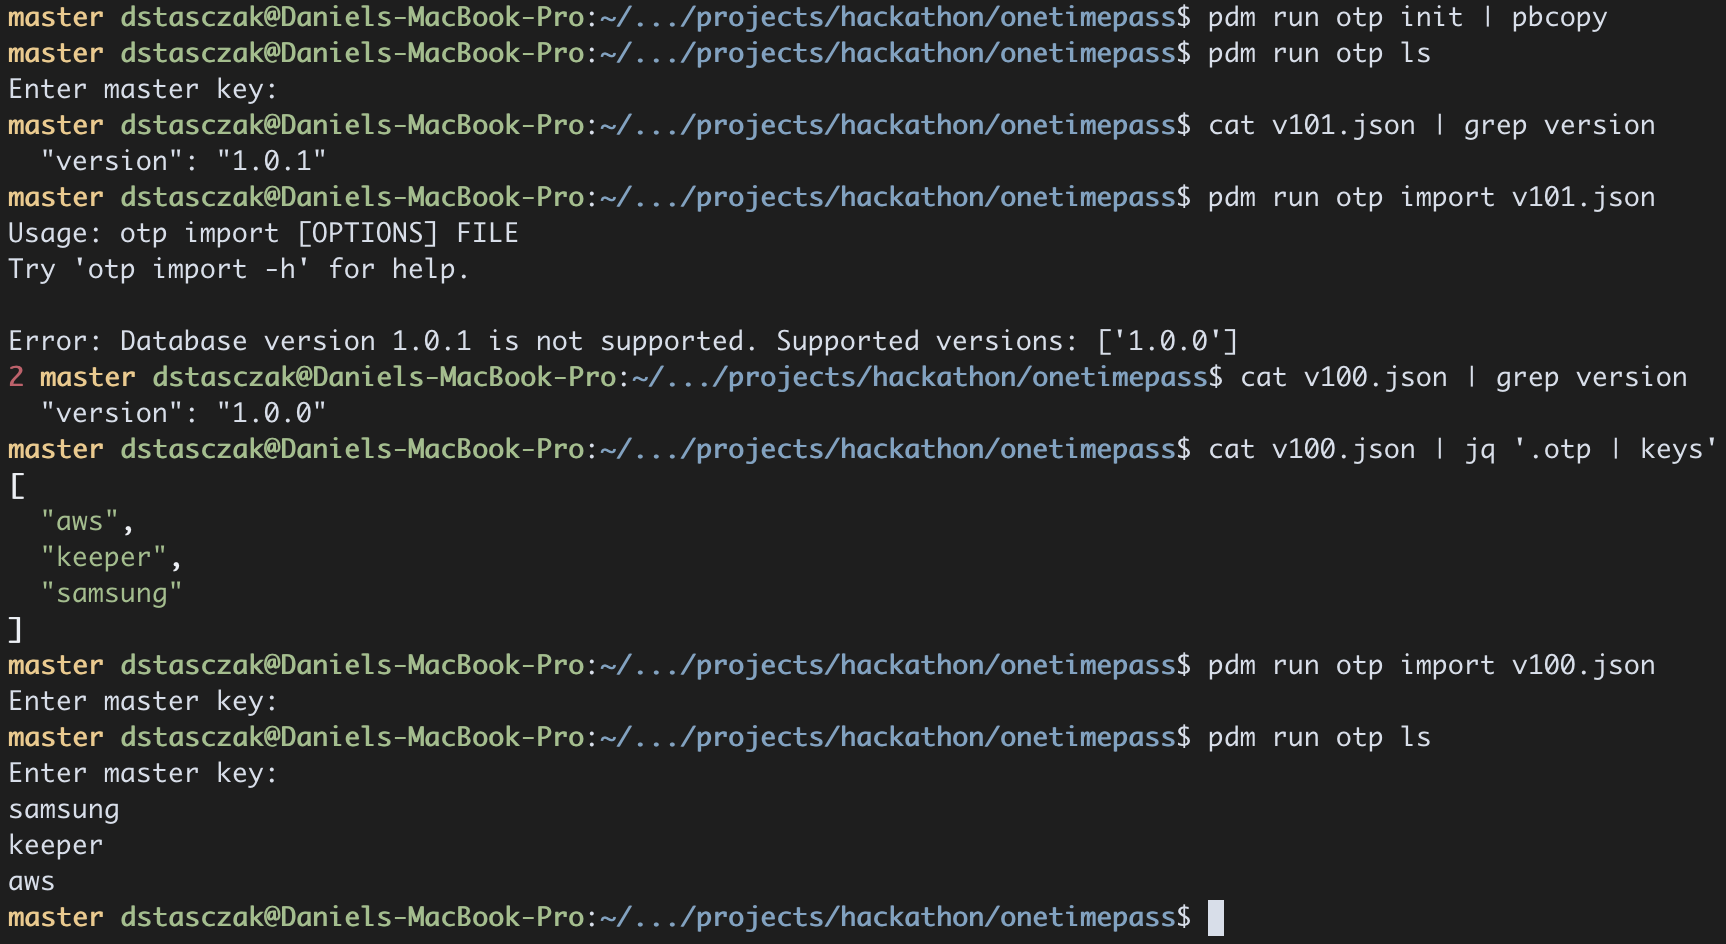 master dstasczak@Daniels-MacBook-Pro:~/.../projects/hackathon/onetimepass$ pdm run otp init | pbcopy
master dstasczak@Daniels-MacBook-Pro:~/.../projects/hackathon/onetimepass$ pdm run otp ls
Enter master key:
master dstasczak@Daniels-MacBook-Pro:~/.../projects/hackathon/onetimepass$ cat v101.json | grep version
  "version": "1.0.1"
master dstasczak@Daniels-MacBook-Pro:~/.../projects/hackathon/onetimepass$ pdm run otp import v101.json
Usage: otp import [OPTIONS] FILE
Try 'otp import -h' for help.

Error: Database version 1.0.1 is not supported. Supported versions: ['1.0.0']
2 master dstasczak@Daniels-MacBook-Pro:~/.../projects/hackathon/onetimepass$ cat v100.json | grep version
  "version": "1.0.0"
master dstasczak@Daniels-MacBook-Pro:~/.../projects/hackathon/onetimepass$ cat v100.json | jq '.otp | keys'
[
  "aws",
  "keeper",
  "samsung"
]
master dstasczak@Daniels-MacBook-Pro:~/.../projects/hackathon/onetimepass$ pdm run otp import v100.json
Enter master key:
master dstasczak@Daniels-MacBook-Pro:~/.../projects/hackathon/onetimepass$ pdm run otp ls
Enter master key:
samsung
keeper
aws
master dstasczak@Daniels-MacBook-Pro:~/.../projects/hackathon/onetimepass$